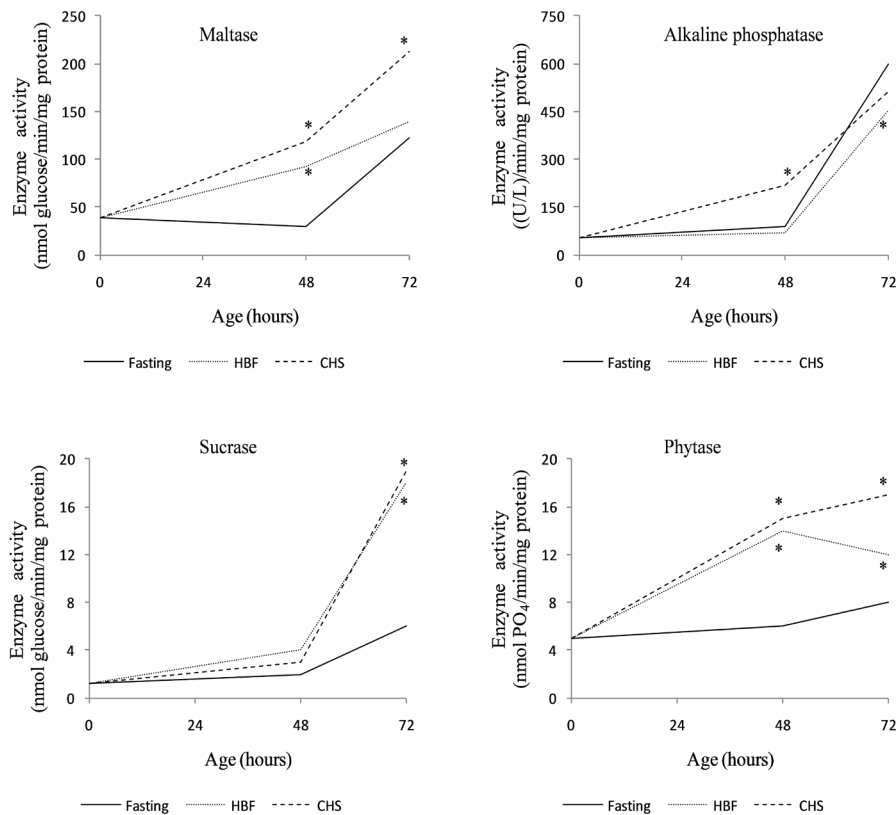 Maltase
Enzyme activity
(nmol glucose/min/mg protein)
250
200
150
100
50
0
*
*
*
0 24 48 72
Age (hours)
Fasting HBF CHS
Alkaline phosphatase
Enzyme activity
((U/L)/min/mg protein)
750
600
450
300
150
0
*
*
0 24 48 72
Age (hours)
Fasting HBF CHS
Sucrase
Enzyme activity
(nmol glucose/min/mg protein)
20
16
12
8
4
0
*
*
0 24 48 72
Age (hours)
Fasting HBF CHS
Phytase
Enzyme activity
(nmol PO₄/min/mg protein)
20
16
12
8
4
0
*
*
*
*
0 24 48 72
Age (hours)
Fasting HBF CHS